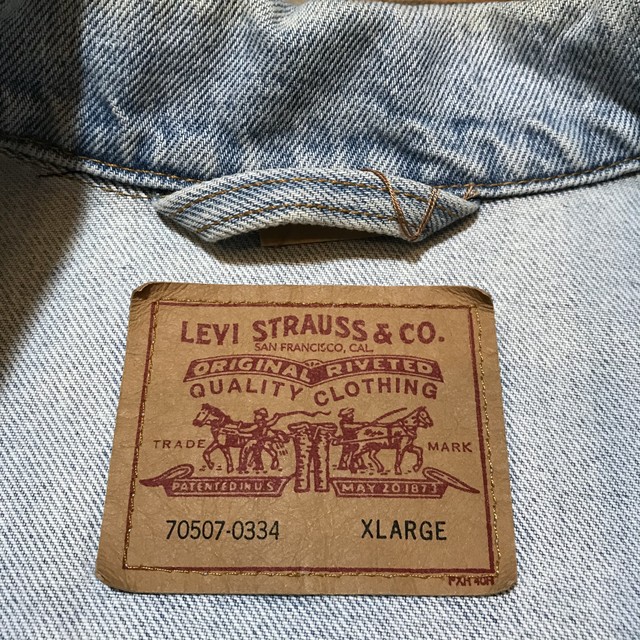 LEVI STRAUSS & CO.
SAN FRANCISCO, CAL.
ORIGINAL RIVETED
QUALITY CLOTHING
TRADE MARK
PATENTED IN U.S. MAY 20 1873
70507-0334 XLARGE